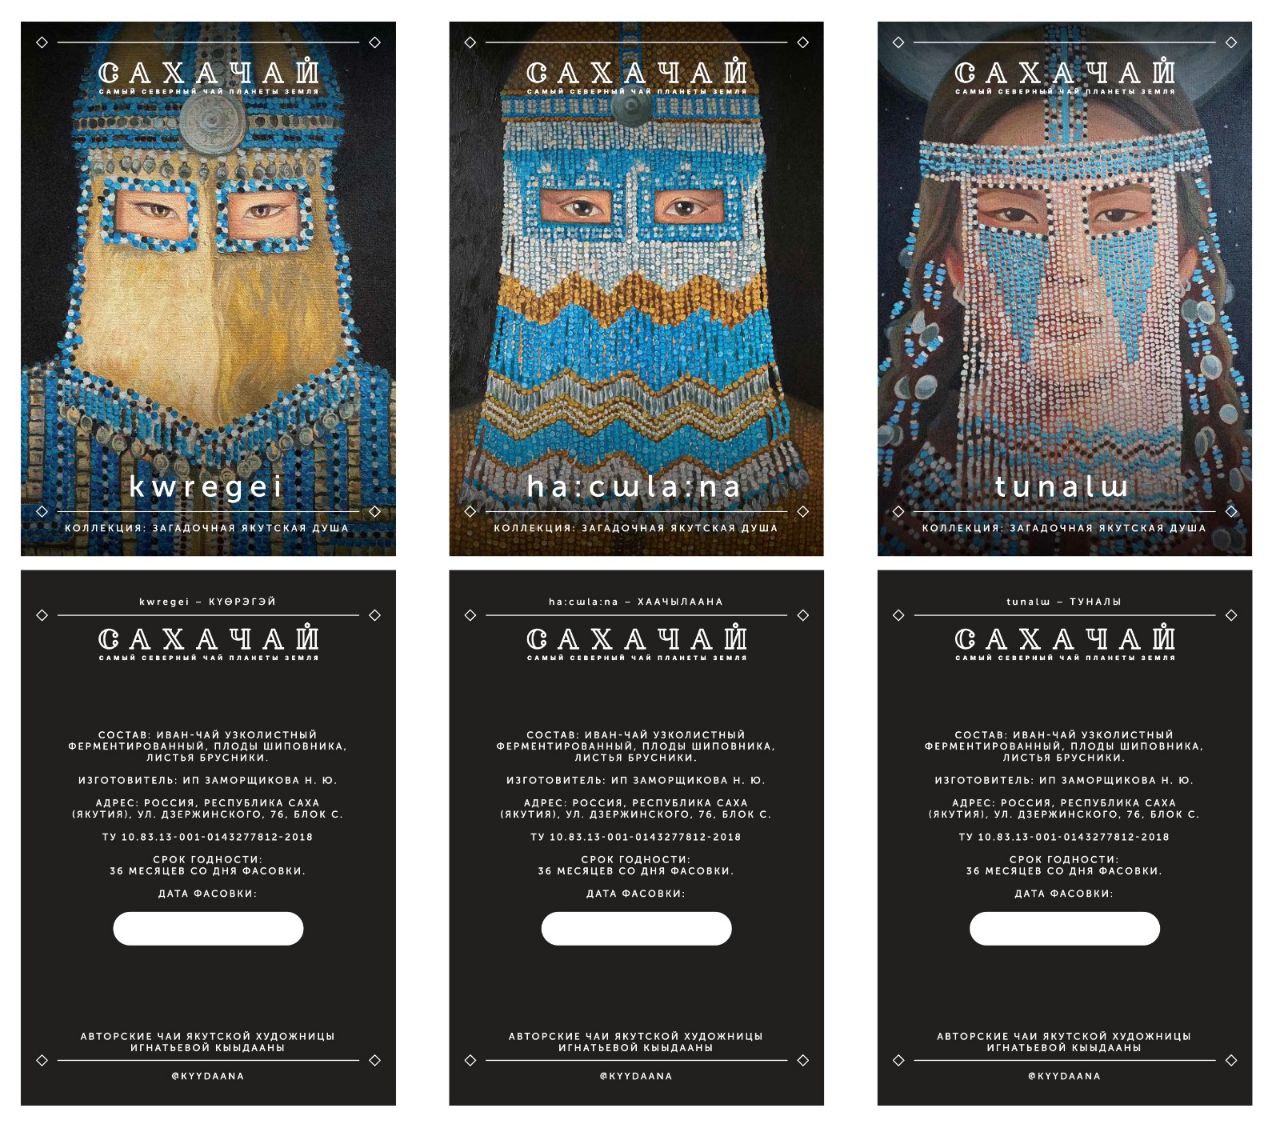 САХАЧАЙ
САМЫЙ СЕВЕРНЫЙ ЧАЙ ПЛАНЕТЫ ЗЕМЛЯ
kwregei
КОЛЛЕКЦИЯ: ЗАГАДОЧНАЯ ЯКУТСКАЯ ДУША
САХАЧАЙ
САМЫЙ СЕВЕРНЫЙ ЧАЙ ПЛАНЕТЫ ЗЕМЛЯ
ha:cɯla:na
КОЛЛЕКЦИЯ: ЗАГАДОЧНАЯ ЯКУТСКАЯ ДУША
САХАЧАЙ
САМЫЙ СЕВЕРНЫЙ ЧАЙ ПЛАНЕТЫ ЗЕМЛЯ
tunalɯ
КОЛЛЕКЦИЯ: ЗАГАДОЧНАЯ ЯКУТСКАЯ ДУША
kwregei – КҮӨРЭГЭЙ
САХАЧАЙ
САМЫЙ СЕВЕРНЫЙ ЧАЙ ПЛАНЕТЫ ЗЕМЛЯ
СОСТАВ: ИВАН-ЧАЙ УЗКОЛИСТНЫЙ
ФЕРМЕНТИРОВАННЫЙ, ПЛОДЫ ШИПОВНИКА,
ЛИСТЬЯ БРУСНИКИ.
ИЗГОТОВИТЕЛЬ: ИП ЗАМОРЩИКОВА Н. Ю.
АДРЕС: РОССИЯ, РЕСПУБЛИКА САХА
(ЯКУТИЯ), УЛ. ДЗЕРЖИНСКОГО, 76, БЛОК С.
ТУ 10.83.13-001-0143277812-2018
СРОК ГОДНОСТИ:
36 МЕСЯЦЕВ СО ДНЯ ФАСОВКИ.
ДАТА ФАСОВКИ:
АВТОРСКИЕ ЧАИ ЯКУТСКОЙ ХУДОЖНИЦЫ
ИГНАТЬЕВОЙ КЫЫДААНЫ
@KYYDAANA
ha:cɯla:na – ХААЧЫЛААНА
САХАЧАЙ
САМЫЙ СЕВЕРНЫЙ ЧАЙ ПЛАНЕТЫ ЗЕМЛЯ
СОСТАВ: ИВАН-ЧАЙ УЗКОЛИСТНЫЙ
ФЕРМЕНТИРОВАННЫЙ, ПЛОДЫ ШИПОВНИКА,
ЛИСТЬЯ БРУСНИКИ.
ИЗГОТОВИТЕЛЬ: ИП ЗАМОРЩИКОВА Н. Ю.
АДРЕС: РОССИЯ, РЕСПУБЛИКА САХА
(ЯКУТИЯ), УЛ. ДЗЕРЖИНСКОГО, 76, БЛОК С.
ТУ 10.83.13-001-0143277812-2018
СРОК ГОДНОСТИ:
36 МЕСЯЦЕВ СО ДНЯ ФАСОВКИ.
ДАТА ФАСОВКИ:
АВТОРСКИЕ ЧАИ ЯКУТСКОЙ ХУДОЖНИЦЫ
ИГНАТЬЕВОЙ КЫЫДААНЫ
@KYYDAANA
tunalɯ – ТУНАЛЫ
САХАЧАЙ
САМЫЙ СЕВЕРНЫЙ ЧАЙ ПЛАНЕТЫ ЗЕМЛЯ
СОСТАВ: ИВАН-ЧАЙ УЗКОЛИСТНЫЙ
ФЕРМЕНТИРОВАННЫЙ, ПЛОДЫ ШИПОВНИКА,
ЛИСТЬЯ БРУСНИКИ.
ИЗГОТОВИТЕЛЬ: ИП ЗАМОРЩИКОВА Н. Ю.
АДРЕС: РОССИЯ, РЕСПУБЛИКА САХА
(ЯКУТИЯ), УЛ. ДЗЕРЖИНСКОГО, 76, БЛОК С.
ТУ 10.83.13-001-0143277812-2018
СРОК ГОДНОСТИ:
36 МЕСЯЦЕВ СО ДНЯ ФАСОВКИ.
ДАТА ФАСОВКИ:
АВТОРСКИЕ ЧАИ ЯКУТСКОЙ ХУДОЖНИЦЫ
ИГНАТЬЕВОЙ КЫЫДААНЫ
@KYYDAANA